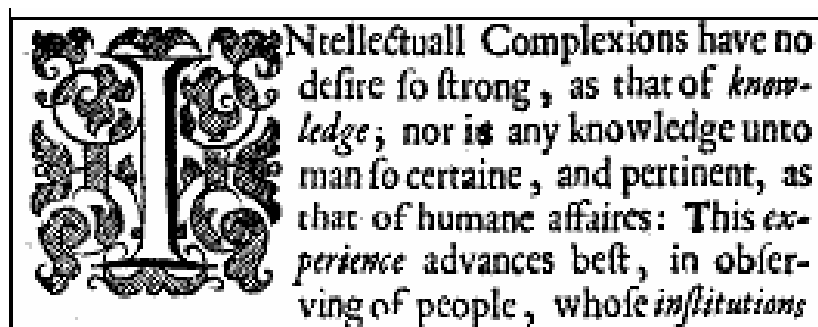 INtellectuall Complexions have no
deſire ſo ſtrong, as that of know-
ledge; nor is any knowledge unto
man ſo certaine, and pertinent, as
that of humane affaires: This ex-
perience advances beſt, in obſer-
ving of people, whoſe inſtitutions